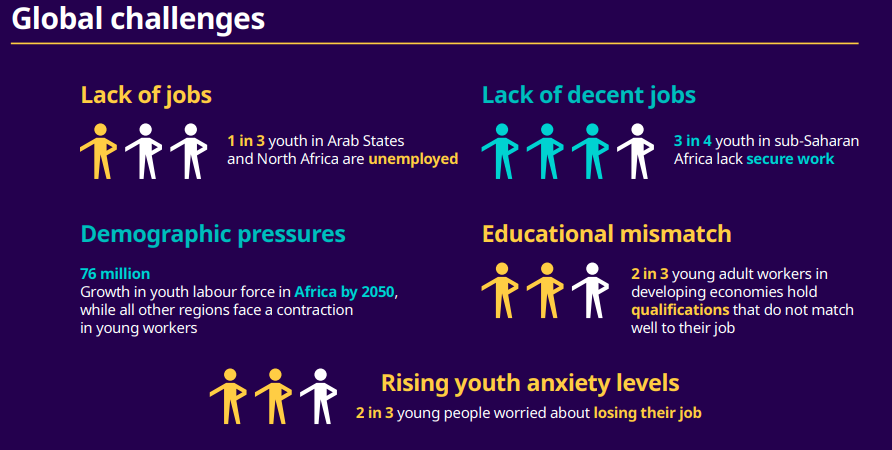 Global challenges
Lack of jobs
1 in 3 youth in Arab States
and North Africa are unemployed
Lack of decent jobs
3 in 4 youth in sub-Saharan
Africa lack secure work
Demographic pressures
76 million
Growth in youth labour force in Africa by 2050,
while all other regions face a contraction
in young workers
Educational mismatch
2 in 3 young adult workers in
developing economies hold
qualifications that do not match
well to their job
Rising youth anxiety levels
2 in 3 young people worried about losing their job